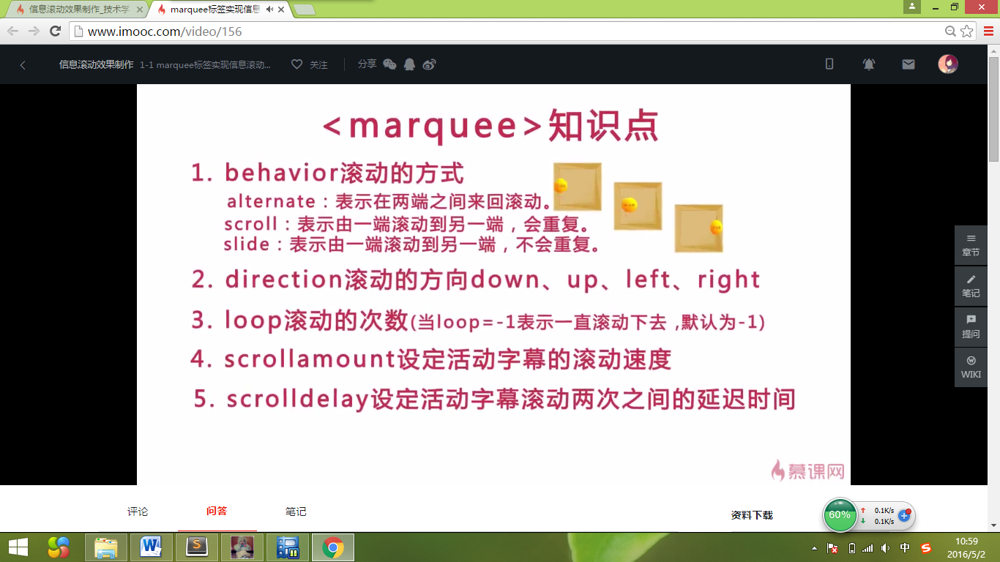 信息滚动效果制作_技术学
marquee标签实现信息
www.imooc.com/video/156
信息滚动效果制作 1-1 marquee标签实现信息滚动... 关注 分享
<marquee>知识点
1. behavior滚动的方式
alternate：表示在两端之间来回滚动。
scroll：表示由一端滚动到另一端，会重复。
slide：表示由一端滚动到另一端，不会重复。
2. direction滚动的方向down、up、left、right
3. loop滚动的次数(当loop=-1表示一直滚动下去,默认为-1)
4. scrollamount设定活动字幕的滚动速度
5. scrolldelay设定活动字幕滚动两次之间的延迟时间
慕课网
章节
笔记
提问
WIKI
评论 问答 笔记 资料下载
60% 0.1K/s
0.1K/s
中
10:59
2016/5/2